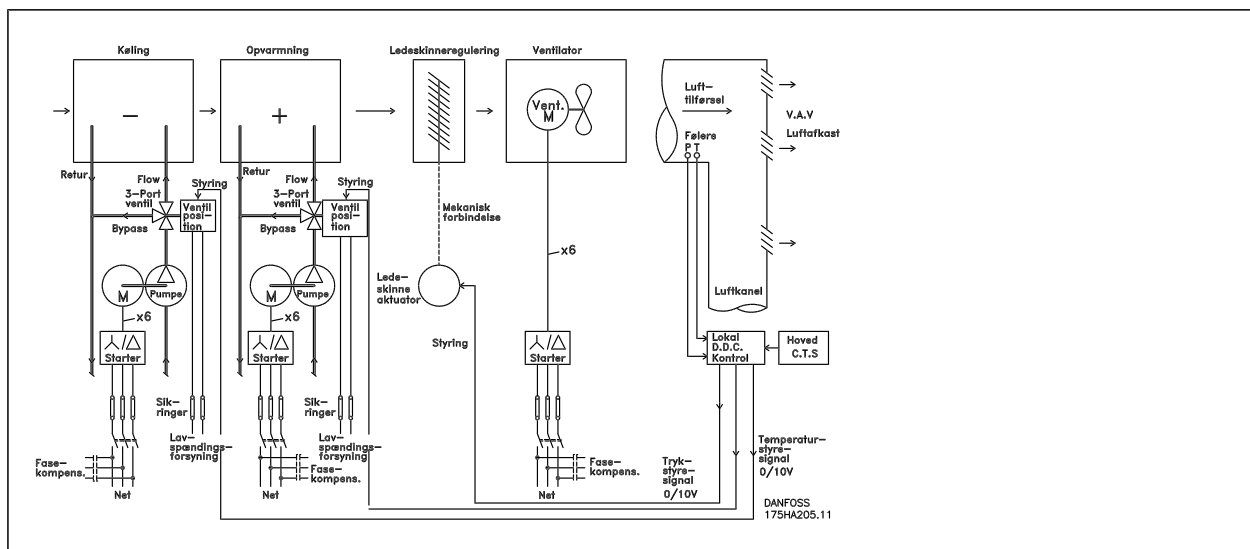 Køling
Opvarmning
Ledeskinneregulering
Ventilator
−
+
Vent.
M
Luft-
tilførsel
V.A.V
Luftafkast
Følere
P T
Retur
Flow
Styring
3-Port
ventil
Ventil
posi-
tion
Bypass
Retur
Flow
Styring
3-Port
ventil
Ventil
posi-
tion
Bypass
Mekanisk
forbindelse
x6
M
Pumpe
x6
Starter
M
Pumpe
x6
Starter
Lede-
skinne
aktuator
Styring
Starter
Luftkanel
Lokal
D.D.C.
Kontrol
Hoved
C.T.S
Sik-
ringer
Lav-
spændings-
forsyning
Sik-
ringer
Lav-
spændings-
forsyning
Fase-
kompens.
Net
Fase-
kompens.
Net
Fase-
kompens.
Net
Tryk-
styre-
signal
0/10V
Temperatur-
styre-
signal
0/10V
DANFOSS
175HA205.11